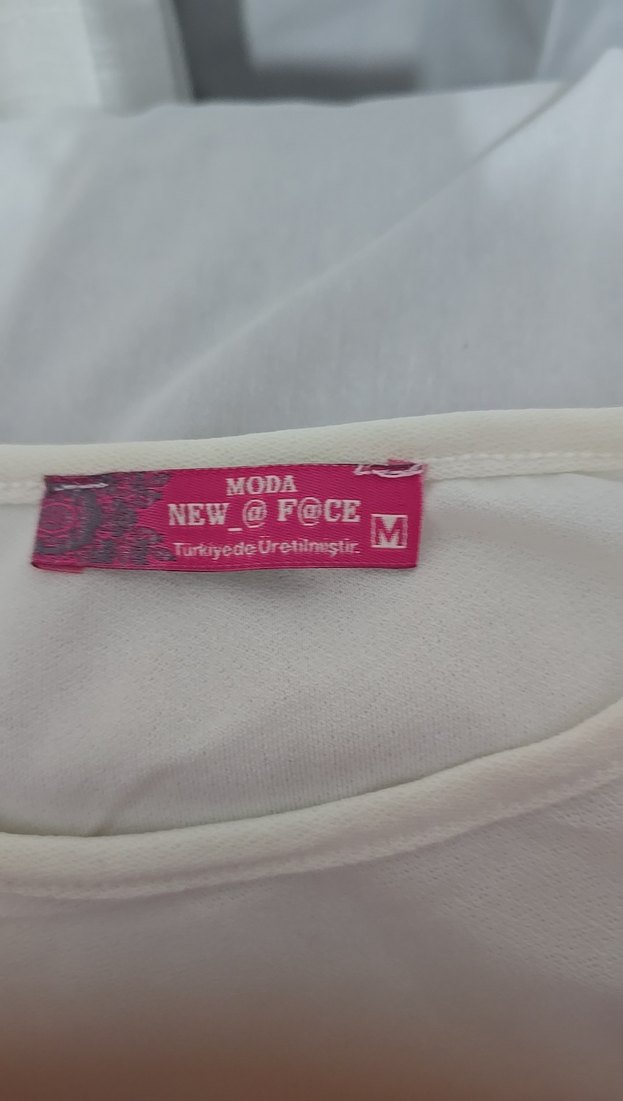 MODA
NEW_@ F@CE
Türkiyede Üretilmiştir.
M